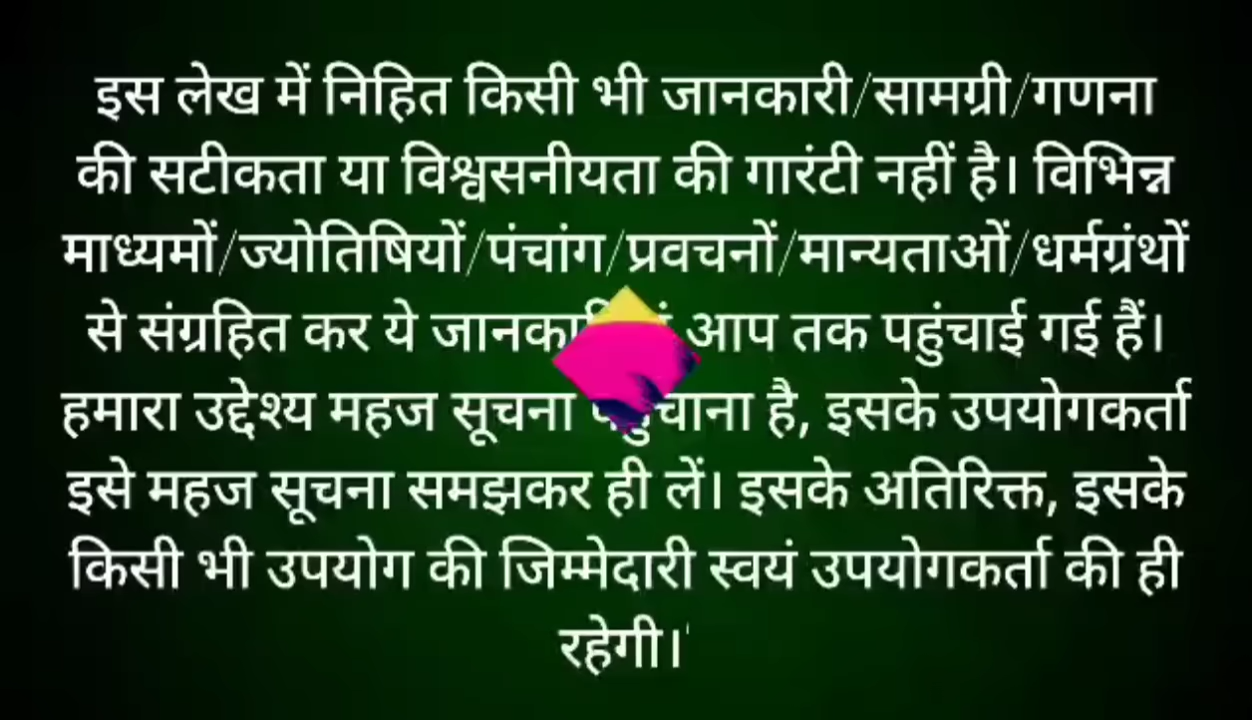 इस लेख में निहित किसी भी जानकारी/सामग्री/गणना
की सटीकता या विश्वसनीयता की गारंटी नहीं है। विभिन्न
माध्यमों/ज्योतिषियों/पंचांग/प्रवचनों/मान्यताओं/धर्मग्रंथों
से संग्रहित कर ये आप तक पहुंचाई गई हैं।
हमारा उद्देश्य महज सूचना है, इसके उपयोगकर्ता
इसे महज सूचना समझकर ही लें। इसके अतिरिक्त, इसके
किसी भी उपयोग की जिम्मेदारी स्वयं उपयोगकर्ता की ही
रहेगी।'